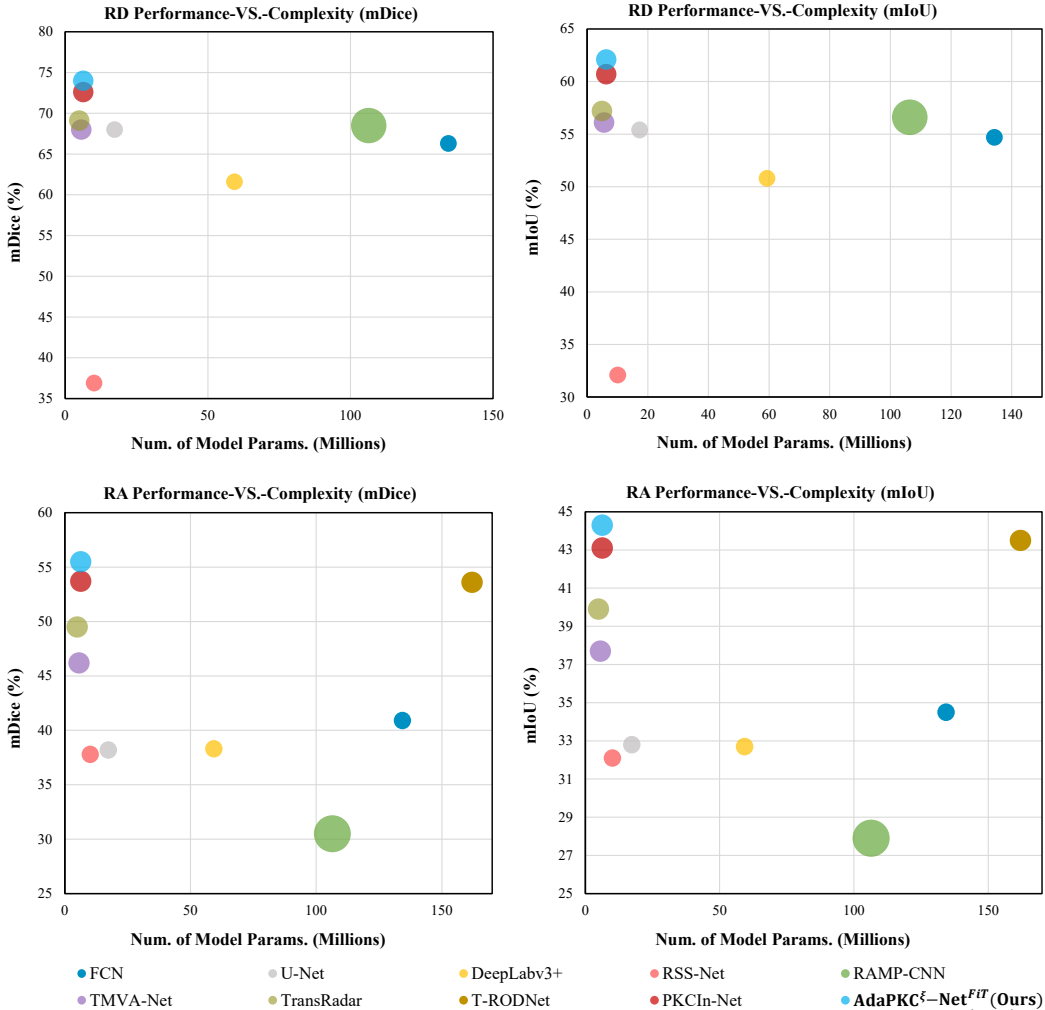 RD Performance-VS.-Complexity (mDice)
80
75
70
65
60
55
50
45
40
35
mDice (%)
0 50 100 150
Num. of Model Params. (Millions)
RD Performance-VS.-Complexity (mIoU)
65
60
55
50
45
40
35
30
mIoU (%)
0 20 40 60 80 100 120 140
Num. of Model Params. (Millions)
RA Performance-VS.-Complexity (mDice)
60
55
50
45
40
35
30
25
mDice (%)
0 50 100 150
Num. of Model Params. (Millions)
RA Performance-VS.-Complexity (mIoU)
45
43
41
39
37
35
33
31
29
27
25
mIoU (%)
0 50 100 150
Num. of Model Params. (Millions)
FCN U-Net DeepLabv3+ RSS-Net RAMP-CNN
TMVA-Net TransRadar T-RODNet PKCIn-Net AdaPKC^ξ−Net^FiT(Ours)